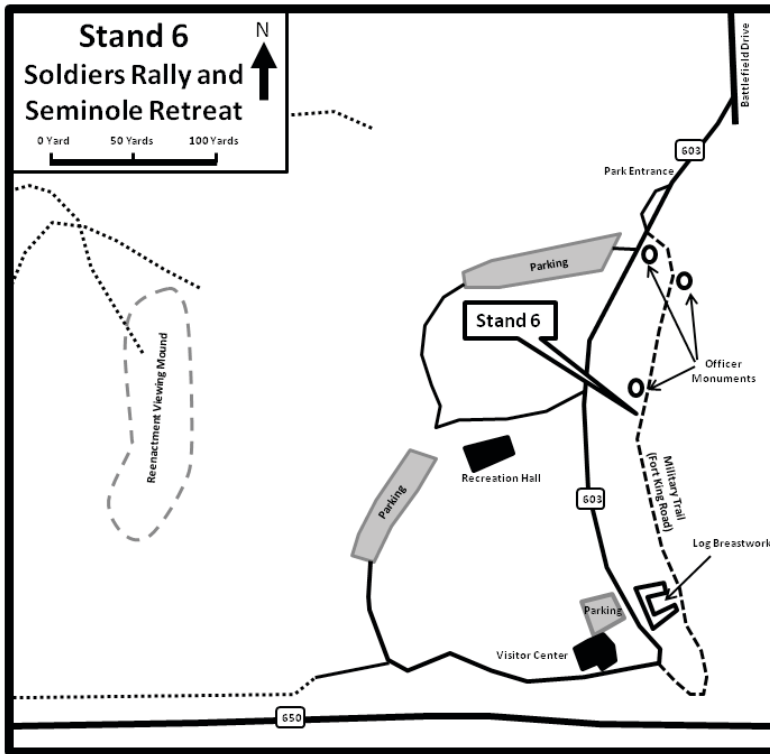 Stand 6
Soldiers Rally and
Seminole Retreat
N
0 Yard 50 Yards 100 Yards
Battlefield Drive
603
Park Entrance
Parking
Stand 6
Officer
Monuments
Reenactment Viewing Mound
Recreation Hall
Military Trail
(Fort King Road)
Parking
603
Log Breastwork
Parking
Visitor Center
650